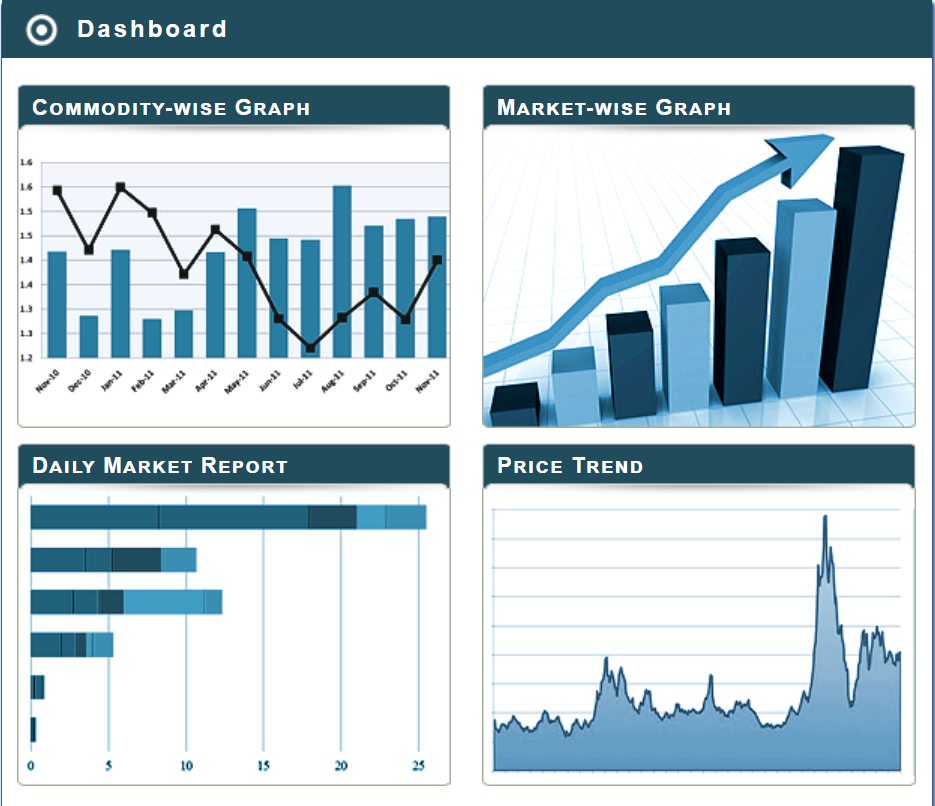 Dashboard
COMMODITY-WISE GRAPH
1.6
1.6
1.5
1.5
1.4
1.4
1.3
1.3
1.2
Nov-10 Dec-10 Jan-11 Feb-11 Mar-11 Apr-11 May-11 Jun-11 Jul-11 Aug-11 Sep-11 Oct-11 Nov-11
MARKET-WISE GRAPH
DAILY MARKET REPORT
0 5 10 15 20 25
PRICE TREND